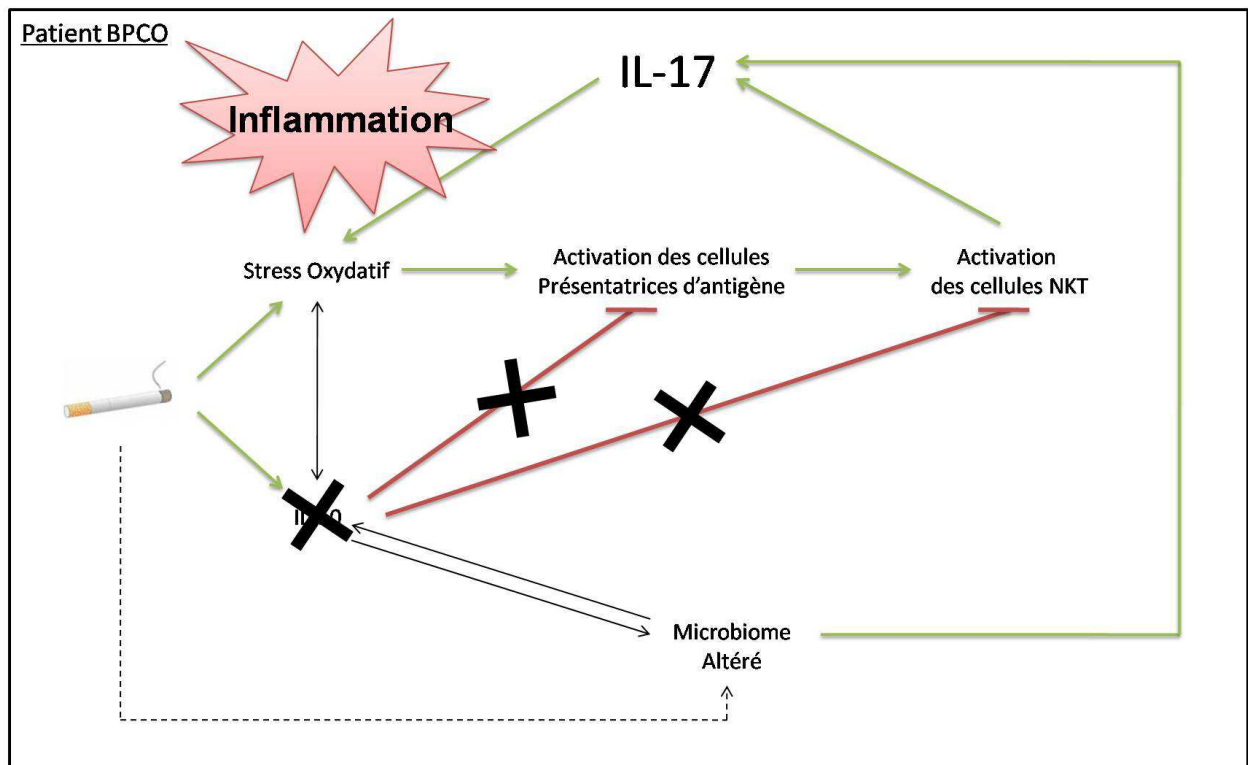 Patient BPCO
IL-17
Inflammation
Stress Oxydatif
Activation des cellules
Présentatrices d'antigène
Activation
des cellules NKT
Microbiome
Altéré